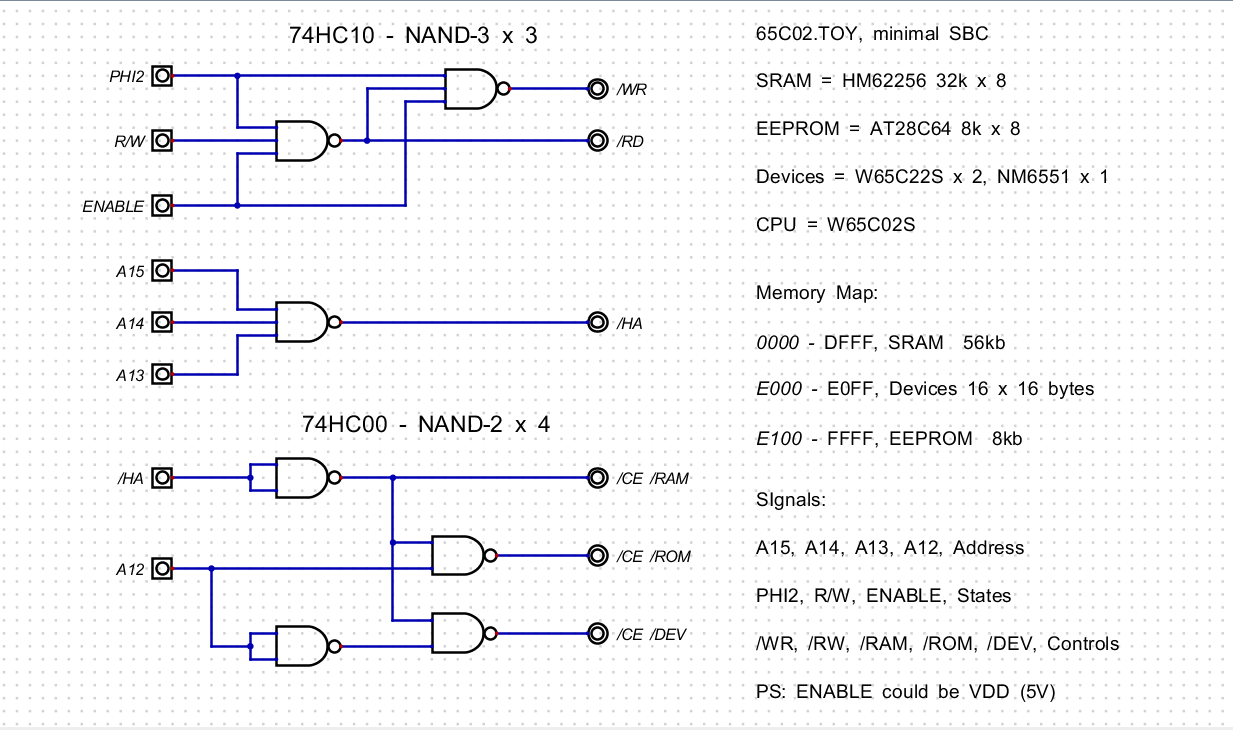 74HC10 - NAND-3 x 3
PHI2
/WR
R/W
/RD
ENABLE
A15
A14
/HA
A13
74HC00 - NAND-2 x 4
/HA
/CE /RAM
/CE /ROM
A12
/CE /DEV
65C02.TOY, minimal SBC
SRAM = HM62256 32k x 8
EEPROM = AT28C64 8k x 8
Devices = W65C22S x 2, NM6551 x 1
CPU = W65C02S
Memory Map:
0000 - DFFF, SRAM 56kb
E000 - E0FF, Devices 16 x 16 bytes
E100 - FFFF, EEPROM 8kb
SIgnals:
A15, A14, A13, A12, Address
PHI2, R/W, ENABLE, States
/WR, /RW, /RAM, /ROM, /DEV, Controls
PS: ENABLE could be VDD (5V)